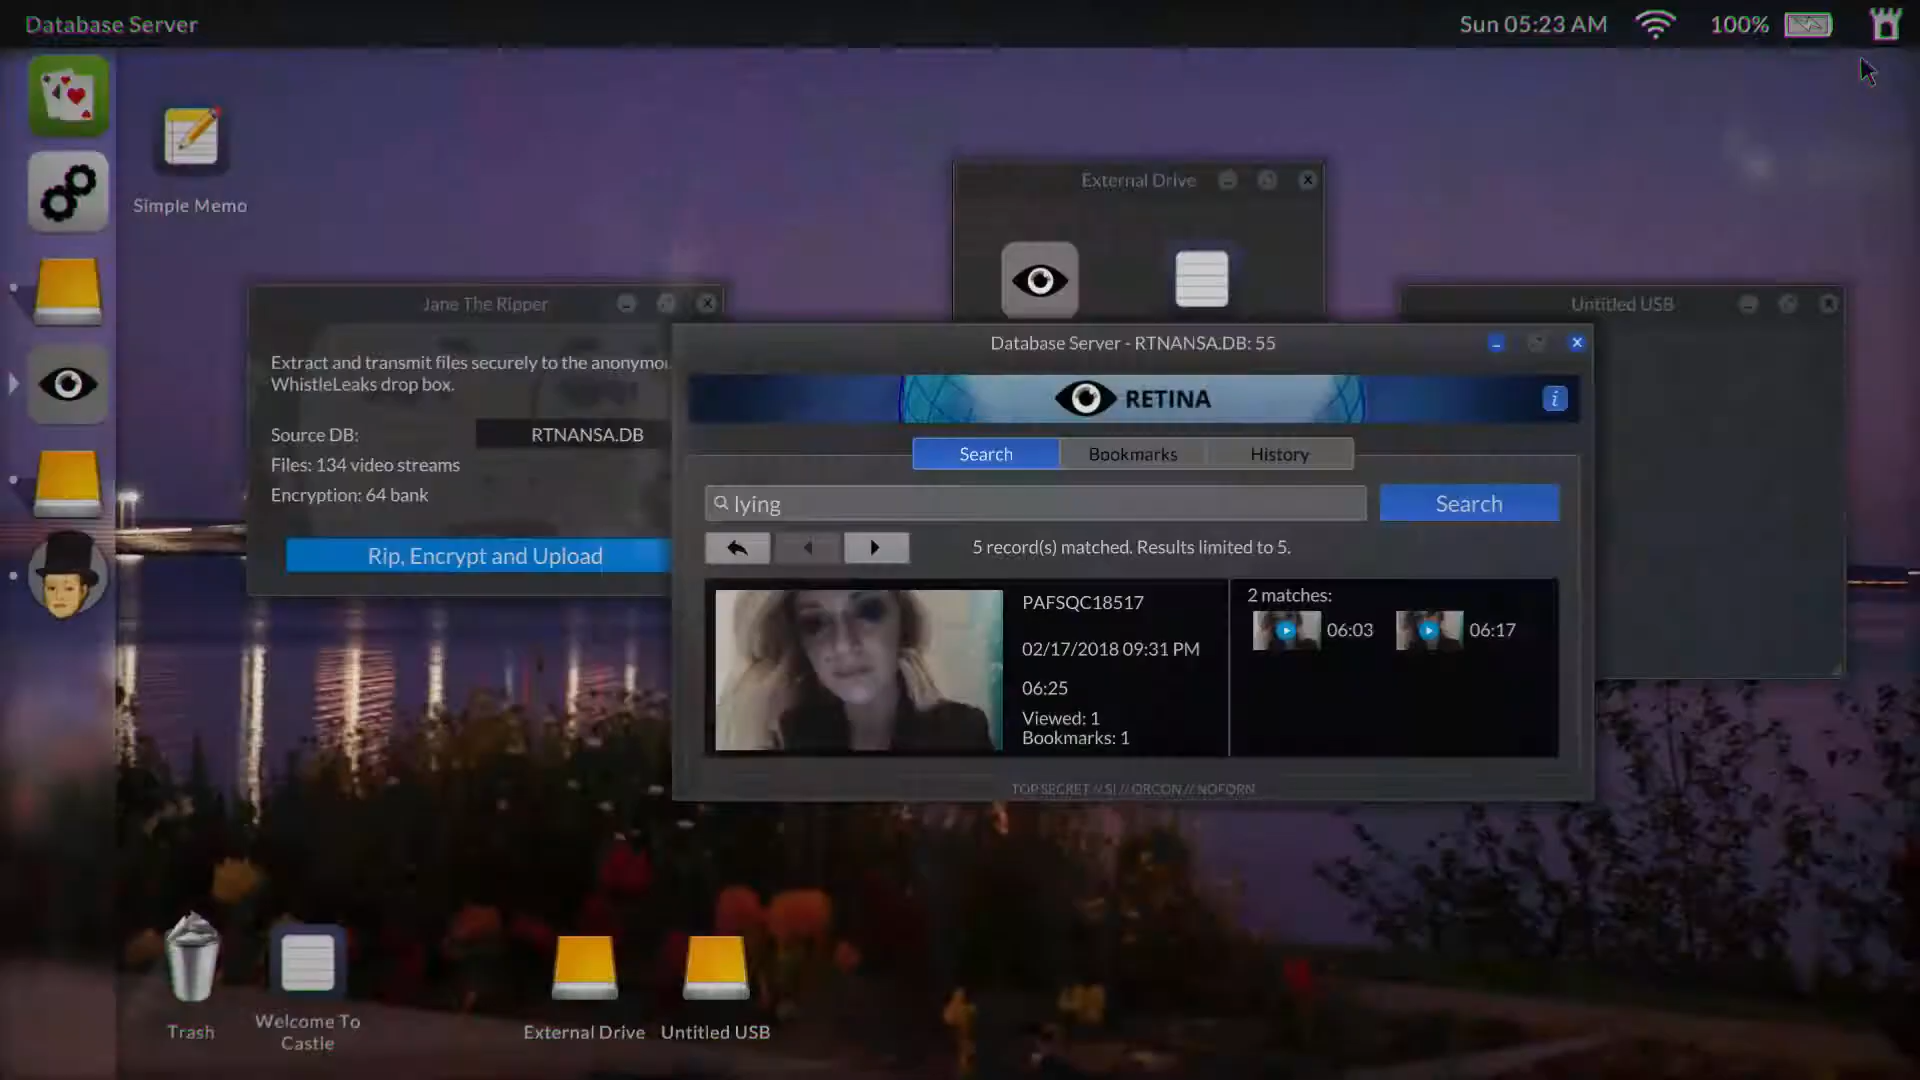 Database Server
Sun 05:23 AM
100%
Simple Memo
External Drive
Jane The Ripper
Untitled USB
Extract and transmit files securely to the
WhistleLeaks drop box.
Source DB:
RTNANSA.DB
Files: 134 video streams
Encryption: 64 bank
Rip, Encrypt and Upload
Database Server - RTNANSA.DB: 55
RETINA
i
Search
Bookmarks
History
lying
Search
5 record(s) matched. Results limited to 5.
PAFSQC18517
02/17/2018 09:31 PM
06:25
Viewed: 1
Bookmarks: 1
2 matches:
06:03
06:17
TOP SECRET // SI // ORCON // NOFORN
Trash
Welcome To
Castle
External Drive
Untitled USB